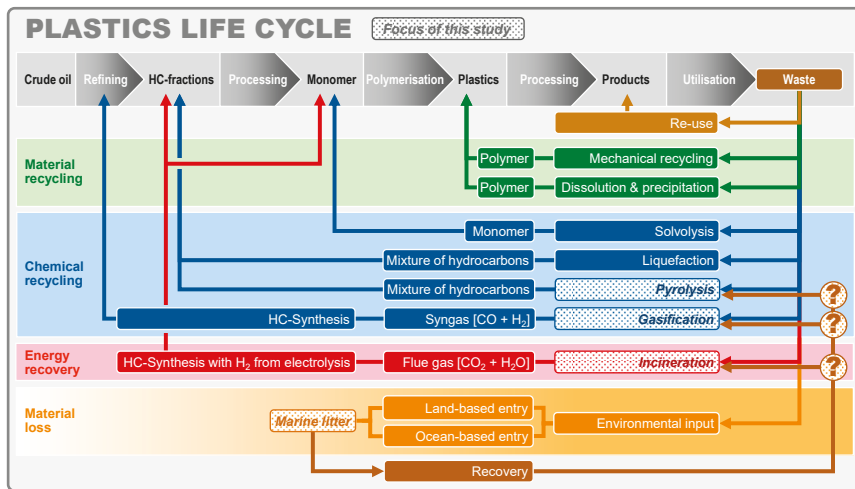 PLASTICS LIFE CYCLE
Focus of this study
Crude oil
Refining
HC-fractions
Processing
Monomer
Polymerisation
Plastics
Processing
Products
Utilisation
Waste
Re-use
Material
recycling
Polymer
Mechanical recycling
Polymer
Dissolution & precipitation
Chemical
recycling
Monomer
Solvolysis
Mixture of hydrocarbons
Liquefaction
Mixture of hydrocarbons
Pyrolysis
?
HC-Synthesis
Syngas [CO + H₂]
Gasification
?
Energy
recovery
HC-Synthesis with H₂ from electrolysis
Flue gas [CO₂ + H₂O]
Incineration
?
Material
loss
Marine litter
Land-based entry
Ocean-based entry
Environmental input
Recovery